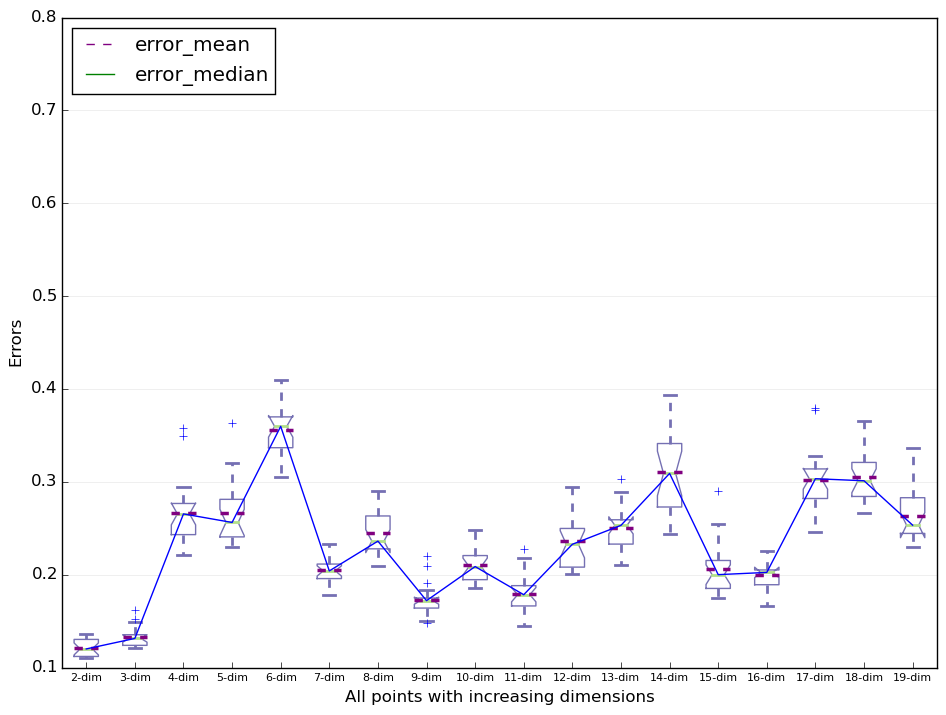 error_mean
error_median
0.8
0.7
0.6
0.5
0.4
0.3
0.2
0.1
Errors
2-dim 3-dim 4-dim 5-dim 6-dim 7-dim 8-dim 9-dim 10-dim 11-dim 12-dim 13-dim 14-dim 15-dim 16-dim 17-dim 18-dim 19-dim
All points with increasing dimensions